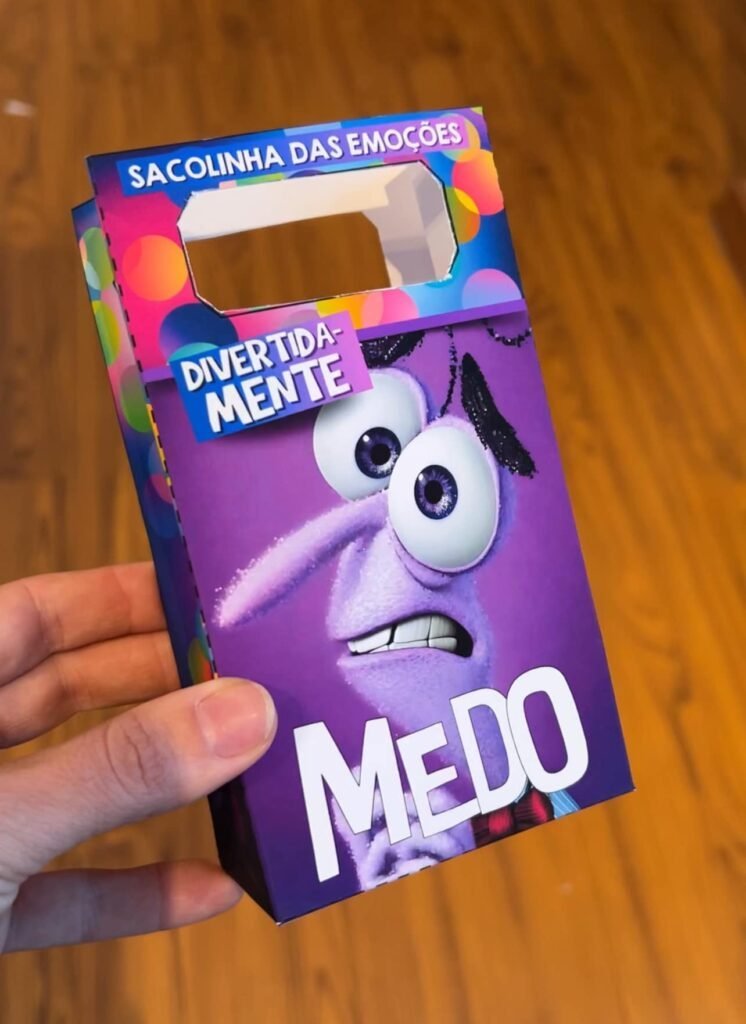 SACOLINHA DAS EMOÇÕES
DIVERTIDA-
MENTE
MEDO